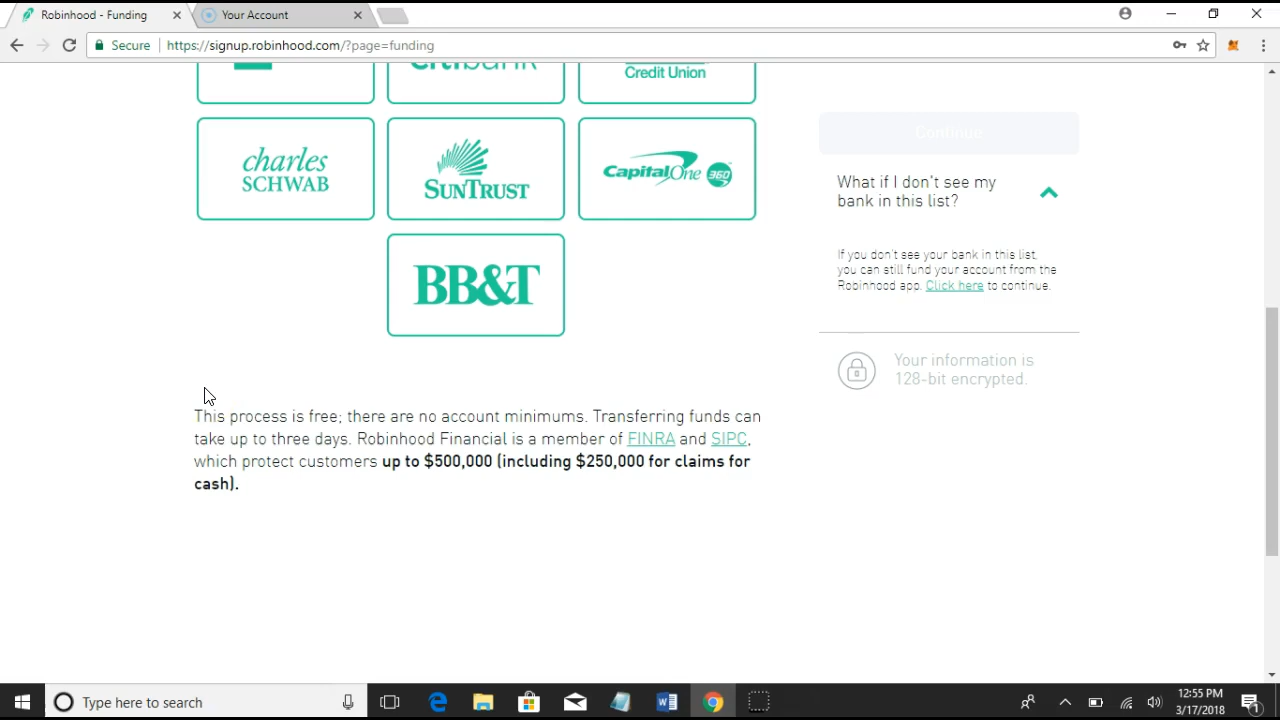 Robinhood - Funding
Your Account
Secure
https://signup.robinhood.com/?page=funding
citibank
Credit Union
charles
SCHWAB
SUNTRUST
Capital One 360
BB&T
Continue
What if I don't see my
bank in this list?
If you don't see your bank in this list,
you can still fund your account from the
Robinhood app. Click here to continue.
Your information is
128-bit encrypted.
This process is free; there are no account minimums. Transferring funds can
take up to three days. Robinhood Financial is a member of FINRA and SIPC,
which protect customers up to $500,000 (including $250,000 for claims for
cash).
Type here to search
12:55 PM
3/17/2018
1